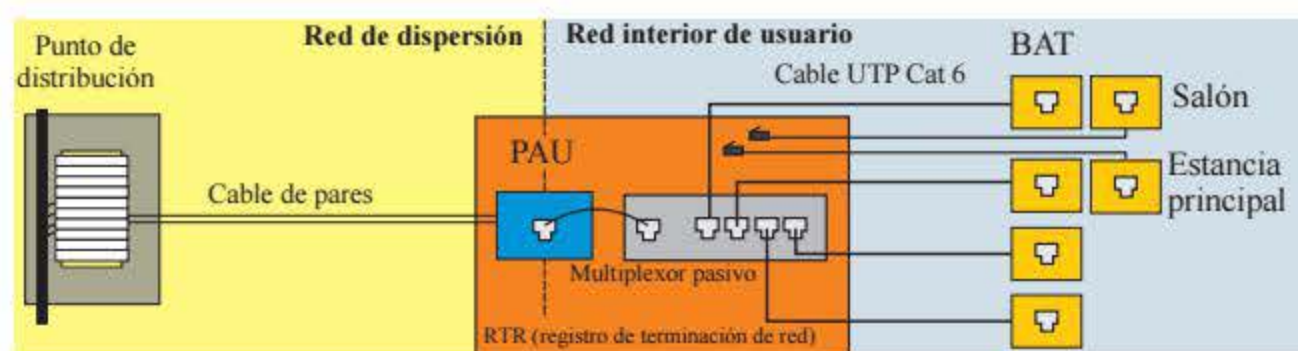 Punto de
distribución
Red de dispersión
Red interior de usuario
BAT
Cable UTP Cat 6
Salón
PAU
Estancia
principal
Cable de pares
Multiplexor pasivo
RTR (registro de terminación de red)